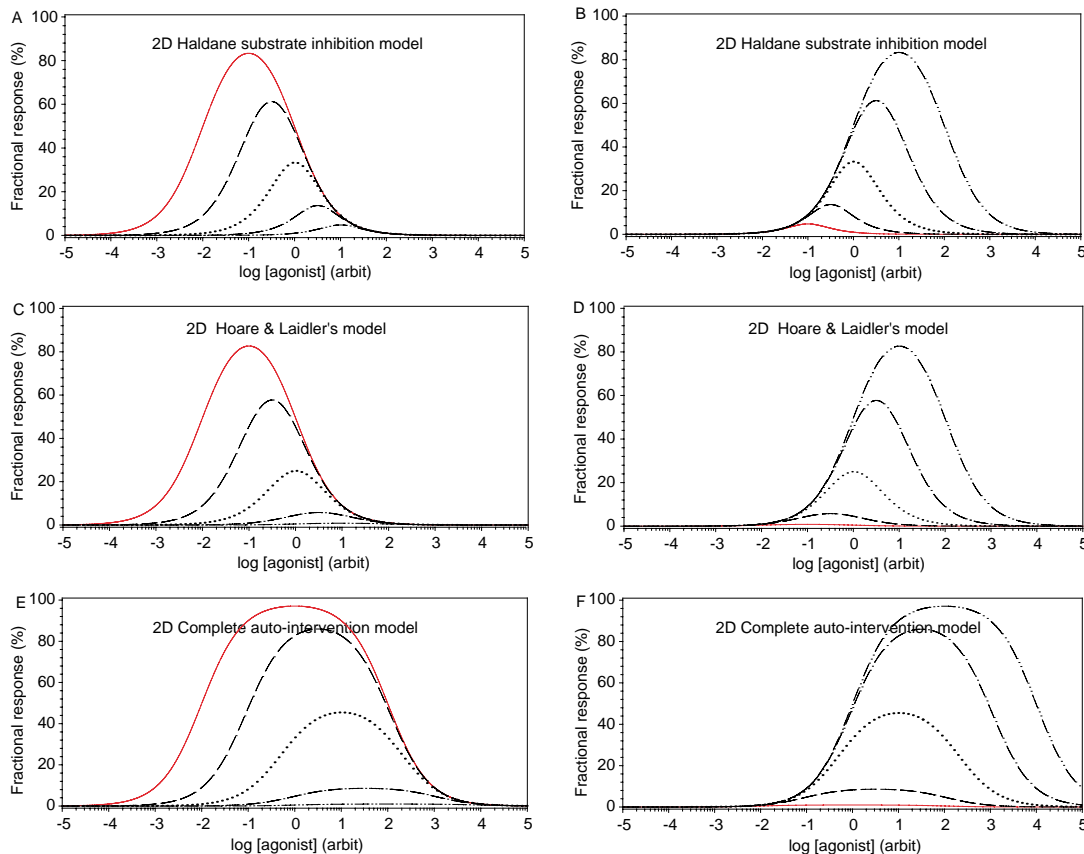 A
2D Haldane substrate inhibition model
Fractional response (%)
100
80
60
40
20
0
-5 -4 -3 -2 -1 0 1 2 3 4 5
log [agonist] (arbit)
B
2D Haldane substrate inhibition model
Fractional response (%)
100
80
60
40
20
0
-5 -4 -3 -2 -1 0 1 2 3 4 5
log [agonist] (arbit)
C
2D Hoare & Laidler's model
Fractional response (%)
100
80
60
40
20
0
-5 -4 -3 -2 -1 0 1 2 3 4 5
log [agonist] (arbit)
D
2D Hoare & Laidler's model
Fractional response (%)
100
80
60
40
20
0
-5 -4 -3 -2 -1 0 1 2 3 4 5
log [agonist] (arbit)
E
2D Complete auto-intervention model
Fractional response (%)
100
80
60
40
20
0
-5 -4 -3 -2 -1 0 1 2 3 4 5
log [agonist] (arbit)
F
2D Complete auto-intervention model
Fractional response (%)
100
80
60
40
20
0
-5 -4 -3 -2 -1 0 1 2 3 4 5
log [agonist] (arbit)